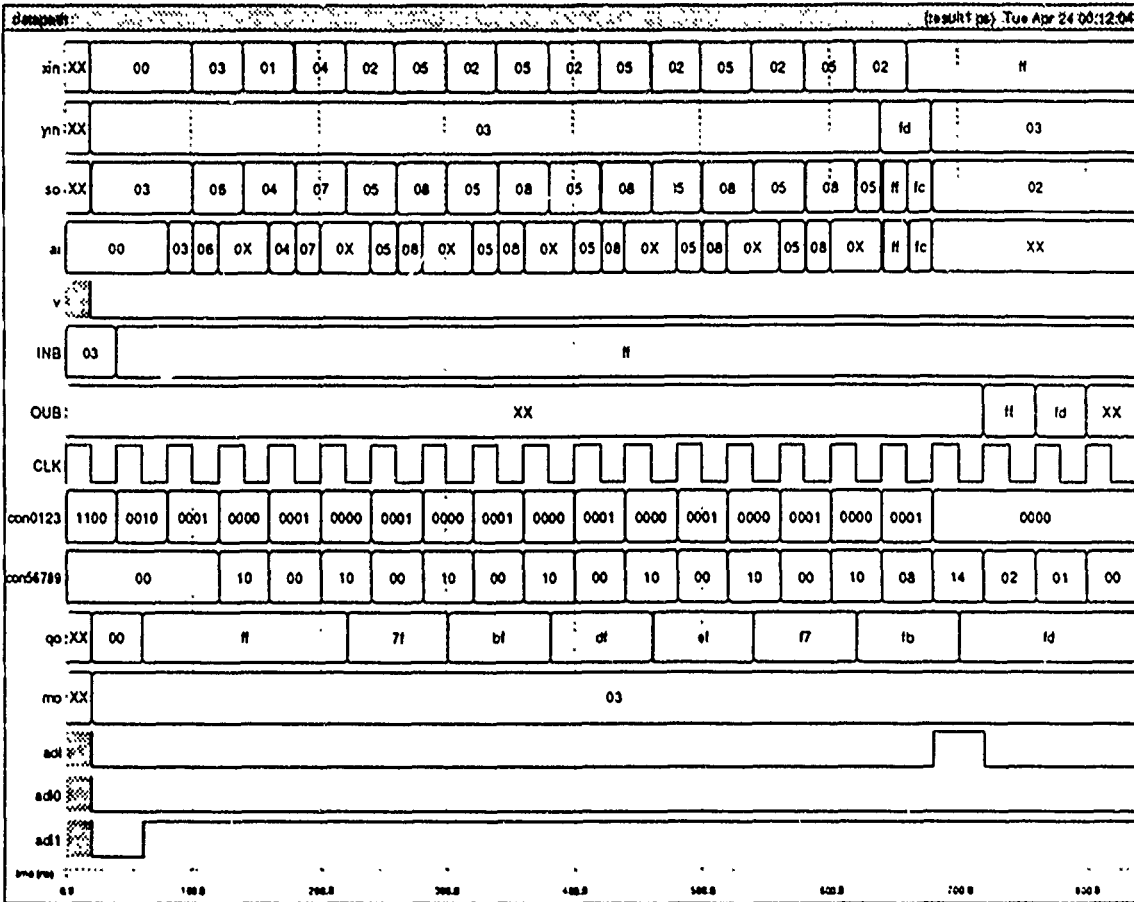 datapath: (result1 ps) Tue Apr 24 00:12:04
xin: XX 00 03 01 04 02 05 02 05 02 05 02 05 02 05 02 ff
yin: XX 03 fd 03
so: XX 03 06 04 07 05 08 05 08 05 08 05 08 05 08 05 ff fc 02
00 03 06 0X 04 07 0X 05 08 0X 05 08 0X 05 08 0X 05 08 0X 05 08 0X ff fc XX
v
INB 03 ff
OUB: XX ff fd XX
CLK
con0123 1100 0010 0001 0000 0001 0000 0001 0000 0001 0000 0001 0000 0001 0000 0001 0000 0001 0000
con56789 00 10 00 10 00 10 00 10 00 10 00 10 00 10 08 14 02 01 00
qo: XX 00 ff 7f bf df ef f7 fb fd
mo: XX 03
adl
adl0
adl1
time (ns) 0.0 100.0 200.0 300.0 400.0 500.0 600.0 700.0 800.0